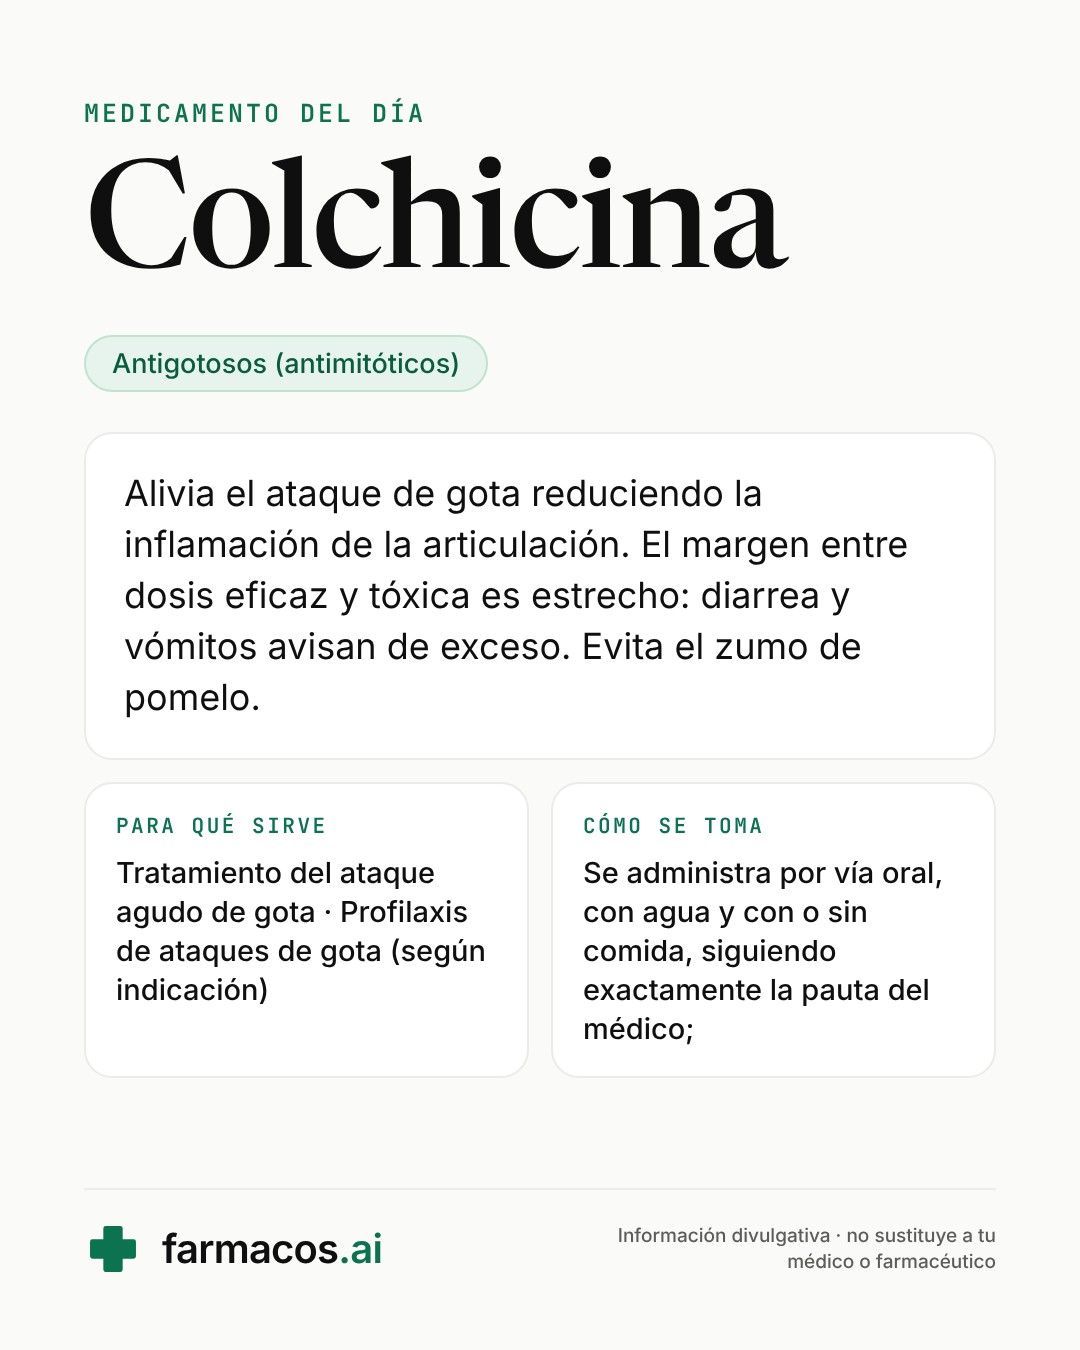 MEDICAMENTO DEL DÍA
Colchicina
Antigotosos (antimitóticos)
Alivia el ataque de gota reduciendo la
inflamación de la articulación. El margen entre
dosis eficaz y tóxica es estrecho: diarrea y
vómitos avisan de exceso. Evita el zumo de
pomelo.
PARA QUÉ SIRVE
Tratamiento del ataque
agudo de gota · Profilaxis
de ataques de gota (según
indicación)
CÓMO SE TOMA
Se administra por vía oral,
con agua y con o sin
comida, siguiendo
exactamente la pauta del
médico;
farmacos.ai
Información divulgativa · no sustituye a tu
médico o farmacéutico